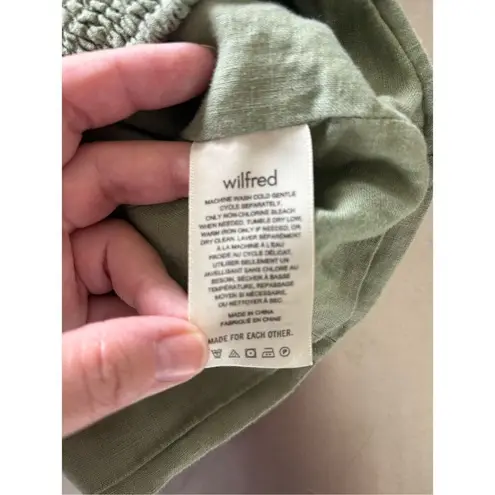 wilfred
MACHINE WASH COLD GENTLE
CYCLE SEPARATELY.
ONLY NON-CHLORINE BLEACH
WHEN NEEDED. TUMBLE DRY LOW.
WARM IRON ONLY IF NEEDED, OR
DRY CLEAN. LAVER SÉPARÉMENT
À LA MACHINE À L'EAU
FROIDE AU CYCLE DÉLICAT.
UTILISER SEULEMENT UN
JAVELLISANT SANS CHLORE AU
BESOIN. SÉCHER À BASSE
TEMPÉRATURE. REPASSAGE
MOYEN SI NÉCESSAIRE,
OU NETTOYER À SEC.
MADE IN CHINA
FABRIQUÉ EN CHINE
MADE FOR EACH OTHER.